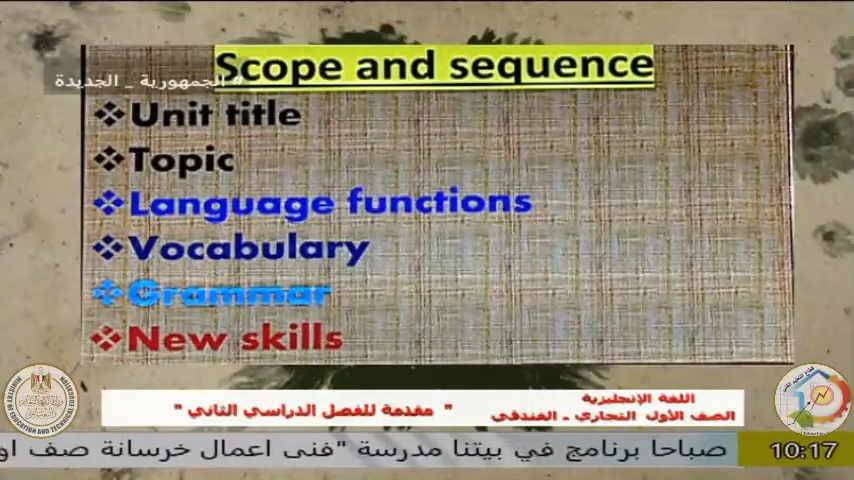 Scope and sequence
# الجمهورية _ الجديدة
Unit title
Topic
Language functions
Vocabulary
Grammar
New skills
اللغة الإنجليزية
الصف الأول التجاري - الفندقي
" مقدمة للفصل الدراسي الثاني "
صباحا برنامج في بيتنا مدرسة "فنى اعمال خرسانة صف او
10:17